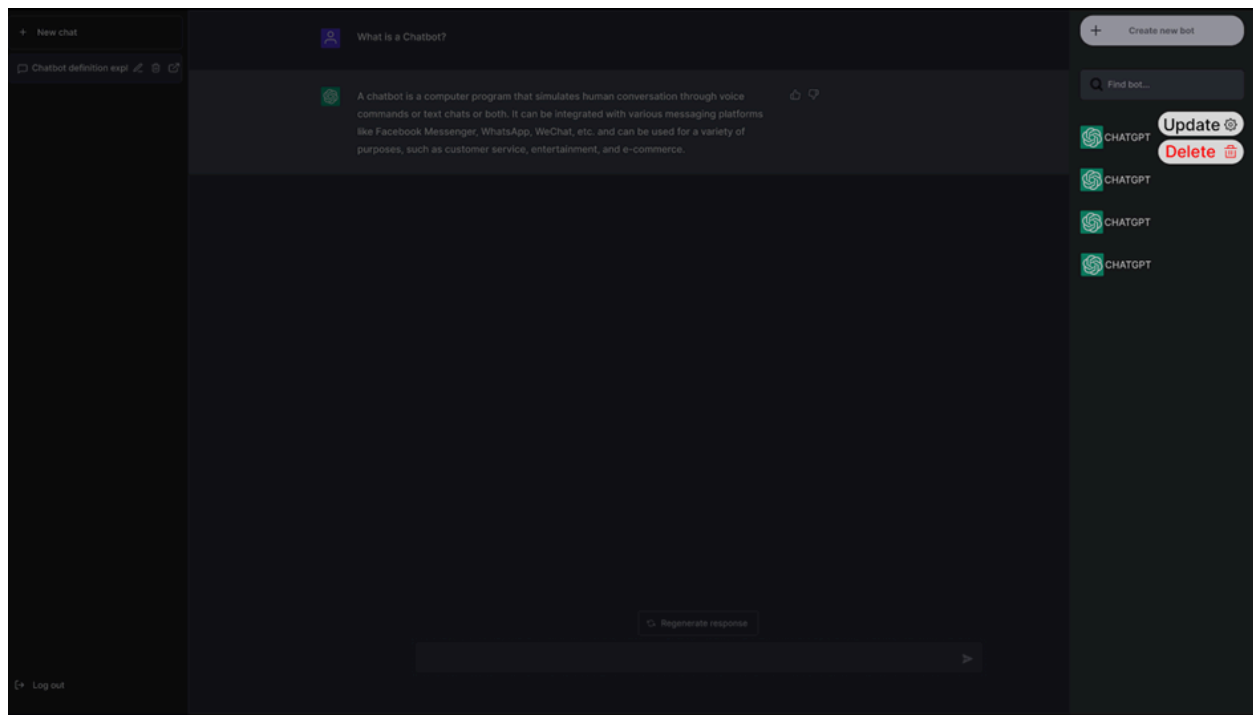 + New chat
Chatbot definition expl
Log out
What is a Chatbot?
A chatbot is a computer program that simulates human conversation through voice
commands or text chats or both. It can be integrated with various messaging platforms
like Facebook Messenger, WhatsApp, WeChat, etc. and can be used for a variety of
purposes, such as customer service, entertainment, and e-commerce.
Regenerate response
+ Create new bot
Find bot...
CHATGPT
Update
Delete
CHATGPT
CHATGPT
CHATGPT